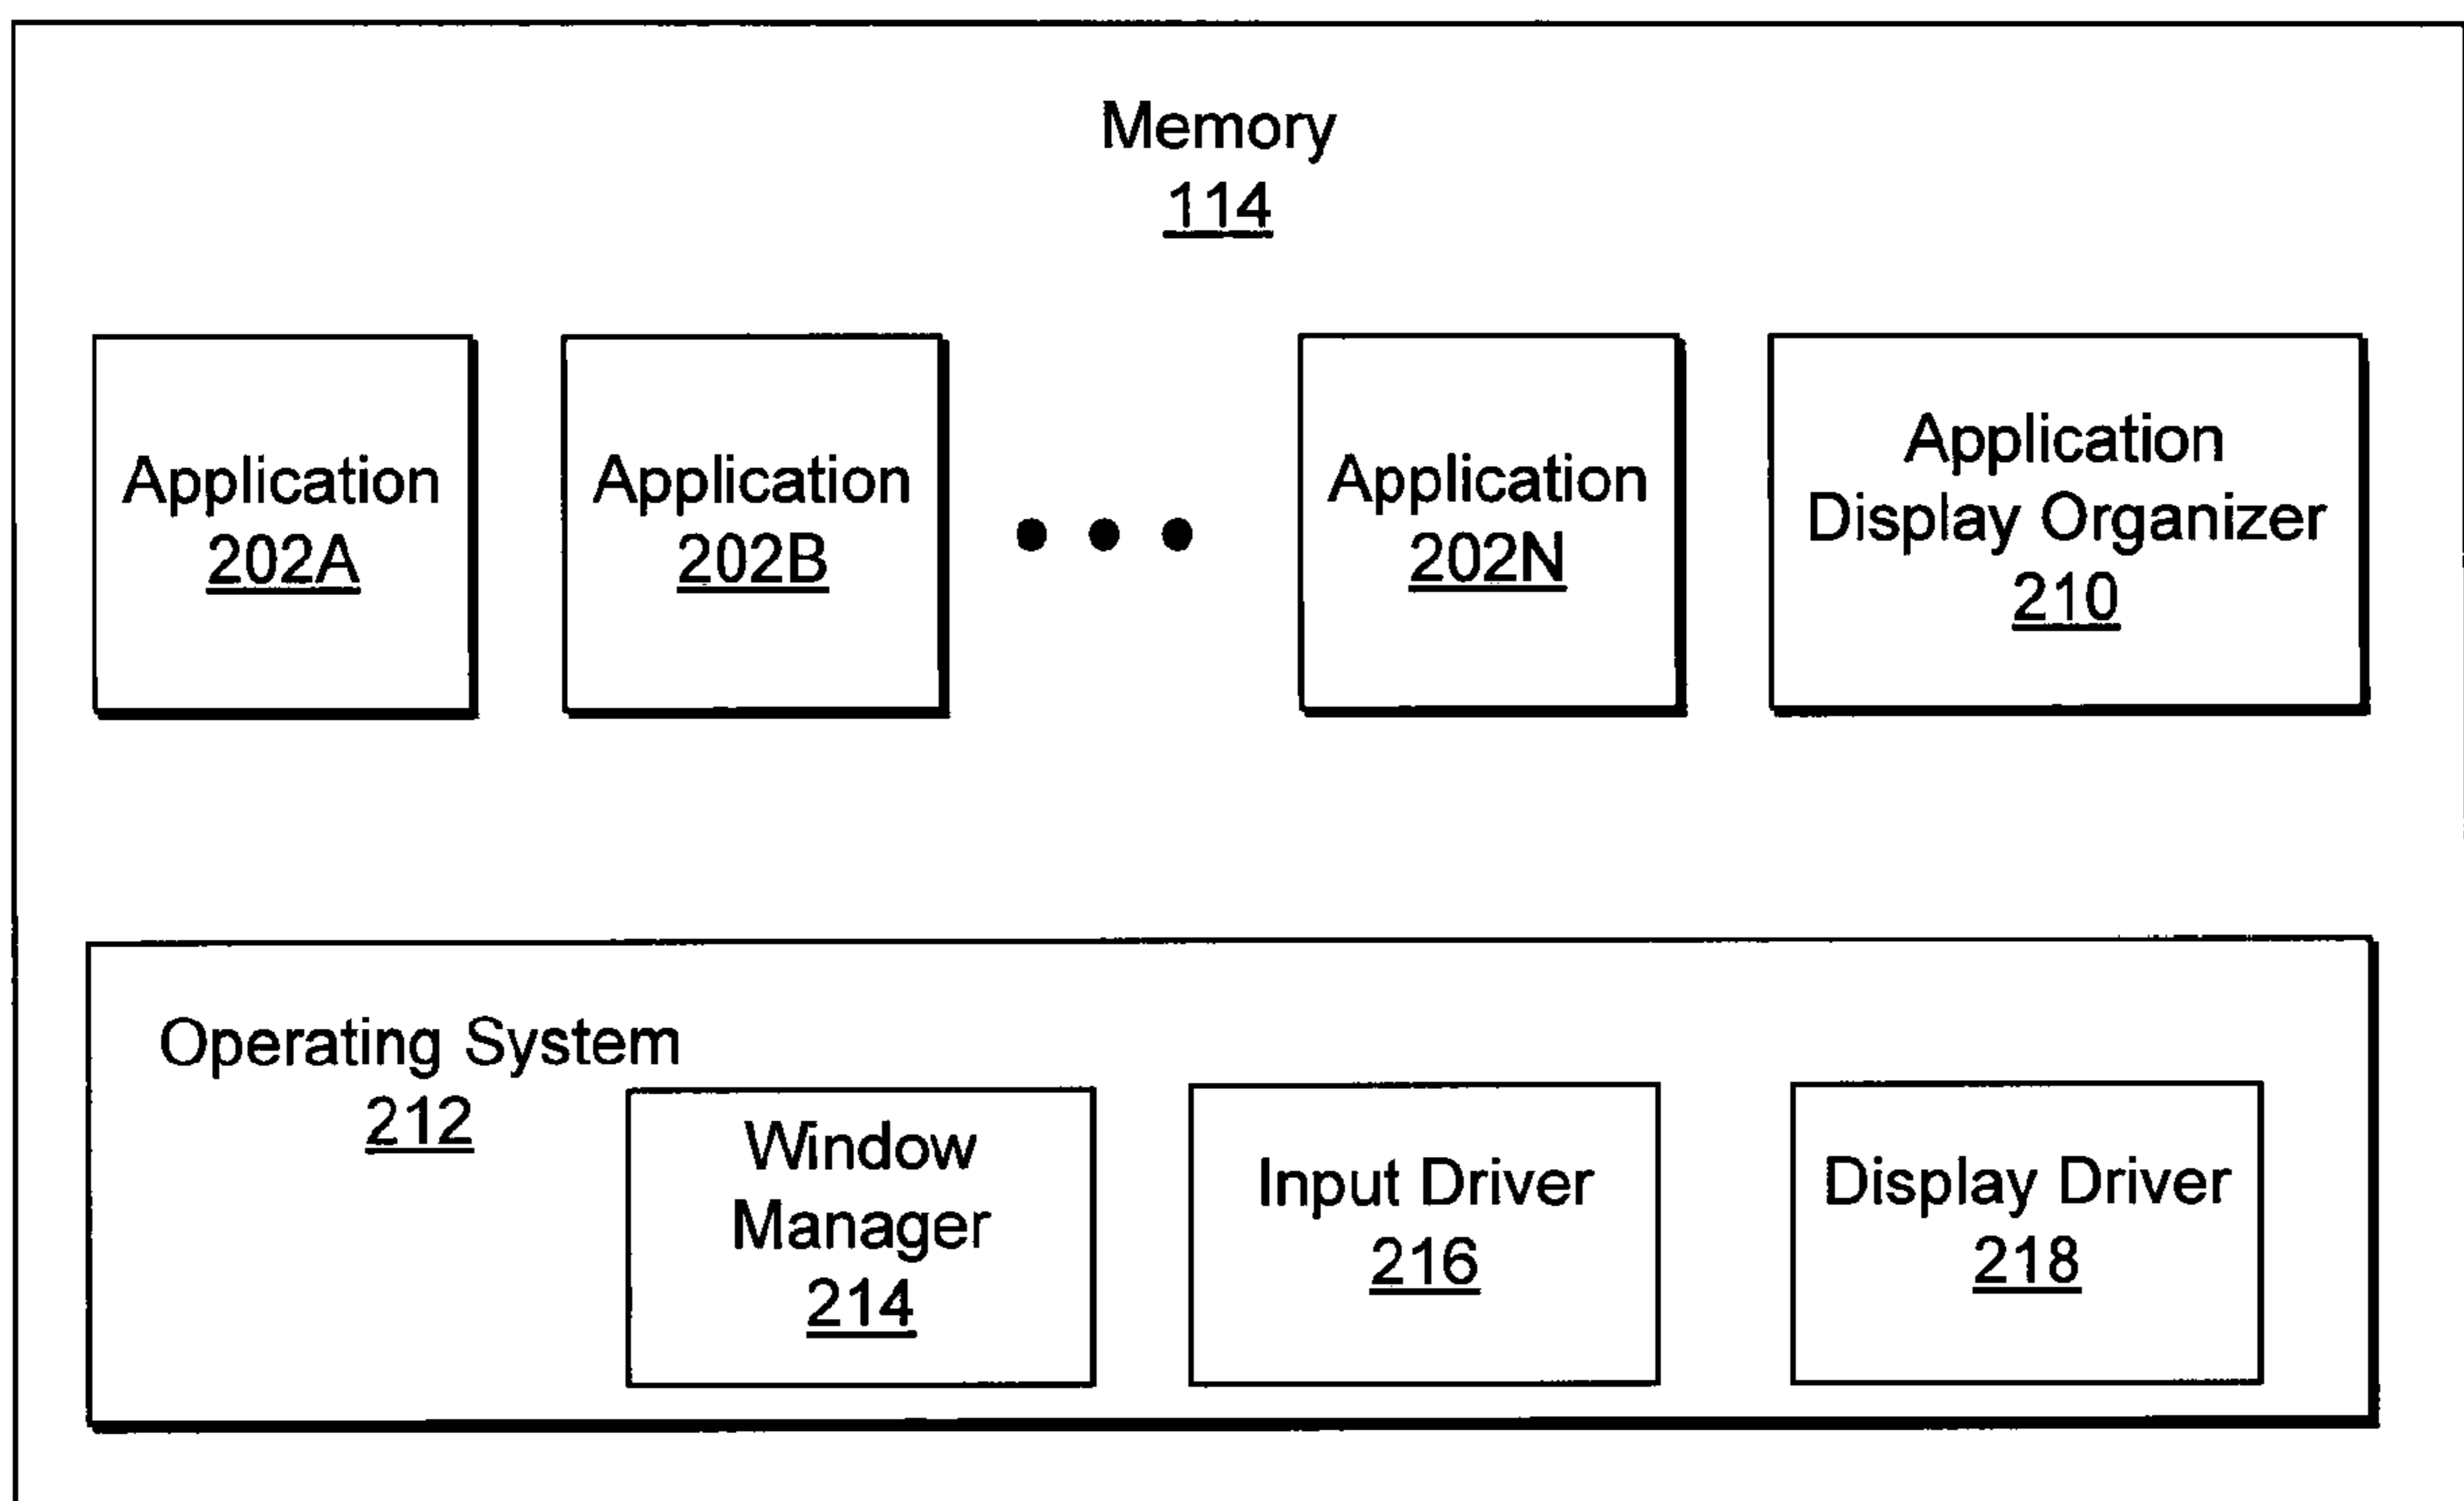 Memory
114
Application
202A
Application
202B
Application
202N
Application
Display Organizer
210
Operating System
212
Window
Manager
214
Input Driver
216
Display Driver
218